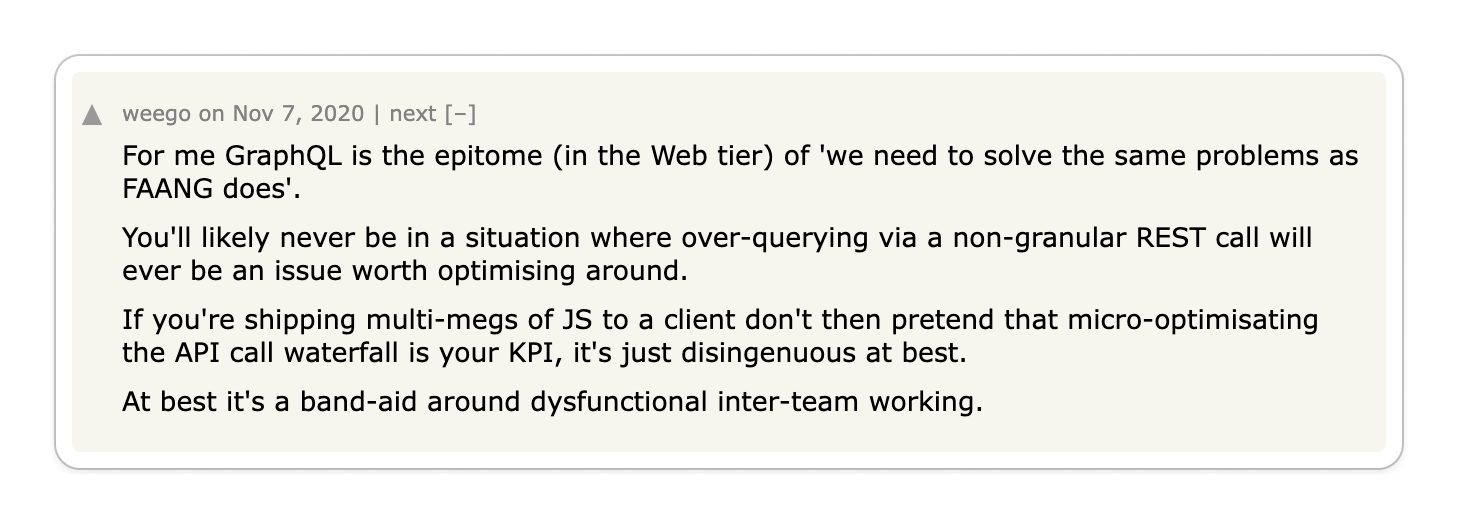 ▲ weego on Nov 7, 2020 | next [–]
For me GraphQL is the epitome (in the Web tier) of 'we need to solve the same problems as
FAANG does'.
You'll likely never be in a situation where over-querying via a non-granular REST call will
ever be an issue worth optimising around.
If you're shipping multi-megs of JS to a client don't then pretend that micro-optimisating
the API call waterfall is your KPI, it's just disingenuous at best.
At best it's a band-aid around dysfunctional inter-team working.